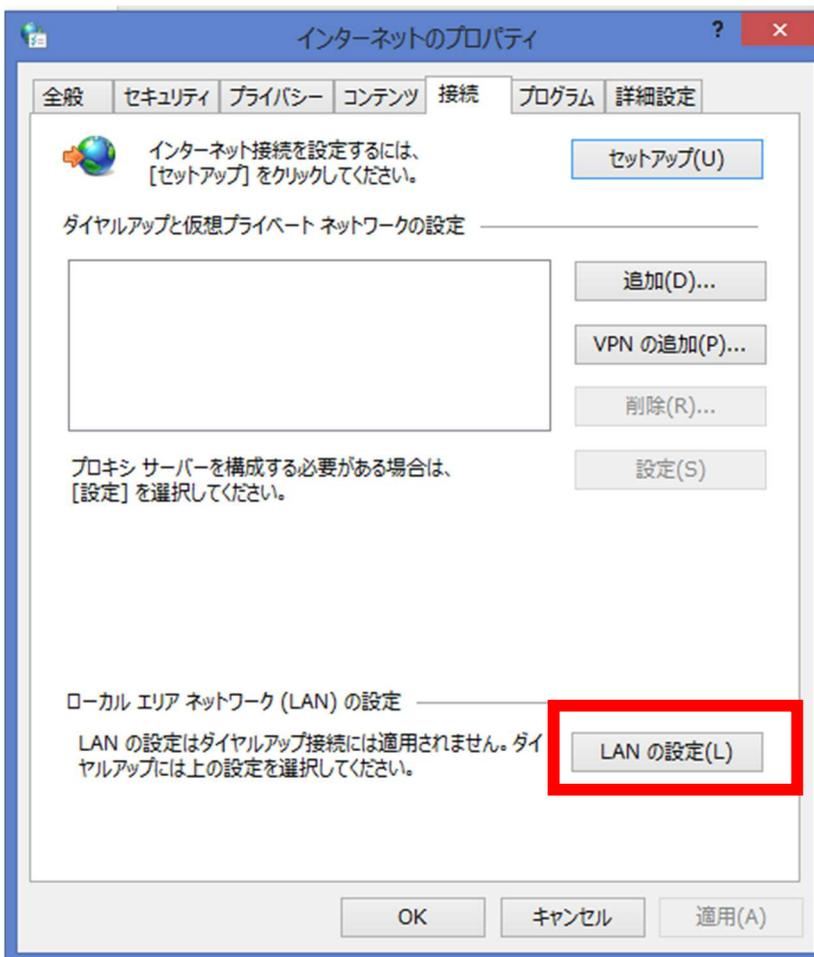 インターネットのプロパティ
?
×
全般 セキュリティ プライバシー コンテンツ 接続 プログラム 詳細設定
インターネット接続を設定するには、
[セットアップ] をクリックしてください。
セットアップ(U)
ダイヤルアップと仮想プライベート ネットワークの設定
追加(D)...
VPN の追加(P)...
削除(R)...
プロキシ サーバーを構成する必要がある場合は、
[設定] を選択してください。
設定(S)
ローカル エリア ネットワーク (LAN) の設定
LAN の設定はダイヤルアップ接続には適用されません。ダイ
ヤルアップには上の設定を選択してください。
LAN の設定(L)
OK
キャンセル
適用(A)